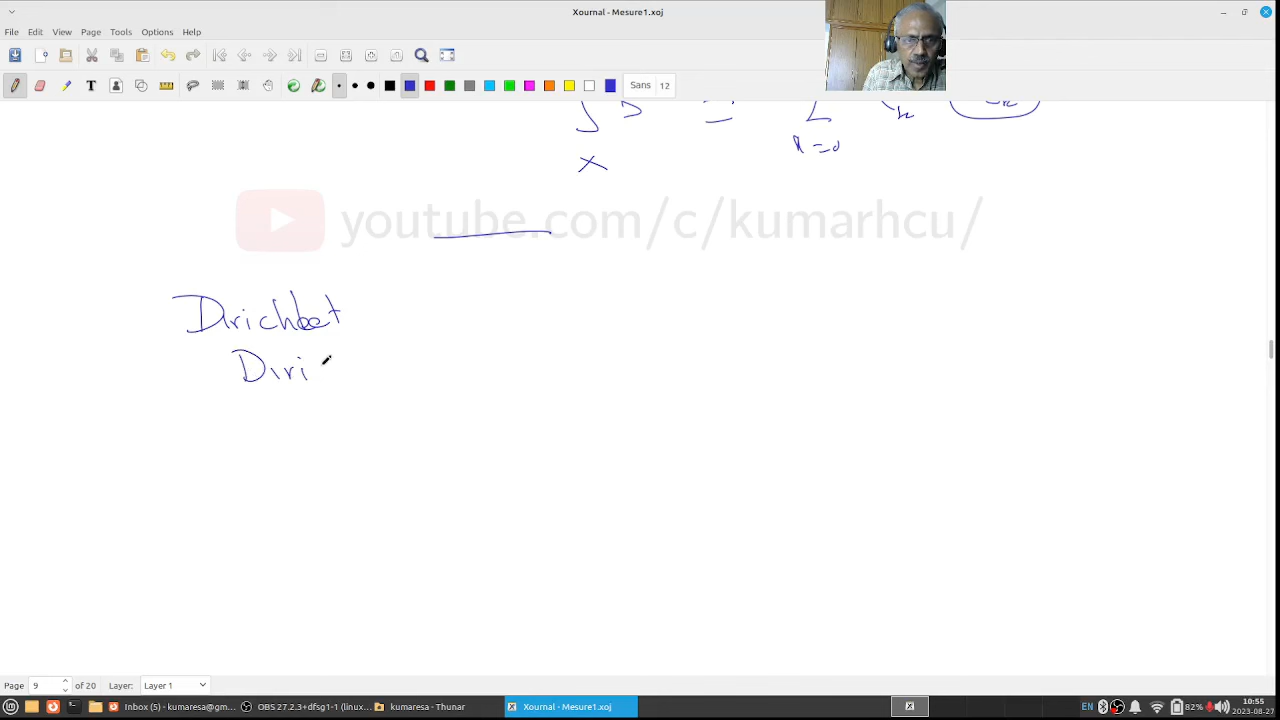 Xournal - Mesure1.xoj
File Edit View Page Tools Options Help
T Sans 12
k=0
X
youtube.com/c/kumarhcu/
Dirichlet
Diri
Page 9 of 20 Layer: Layer 1
Inbox (5) - kumaresa@gm... OBS 27.2.3+dfsg1-1 (linux... kumaresa - Thunar Xournal - Mesure1.xoj EN 82% 10:55
2023-08-27